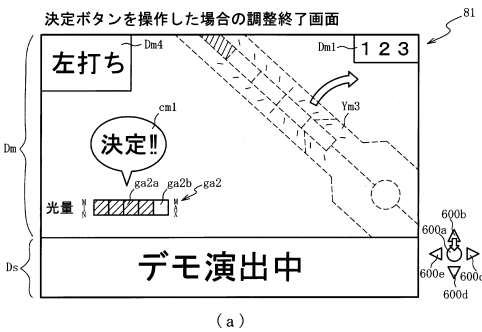 決定ボタンを操作した場合の調整終了画面
81
左打ち
Dm4
Dm1
1 2 3
Ym3
Dm
cm1
決定!!
ga2a
ga2b
ga2
光量
MIN
MAX
600b
600a
600e
600c
600d
Ds
デモ演出中
(a)